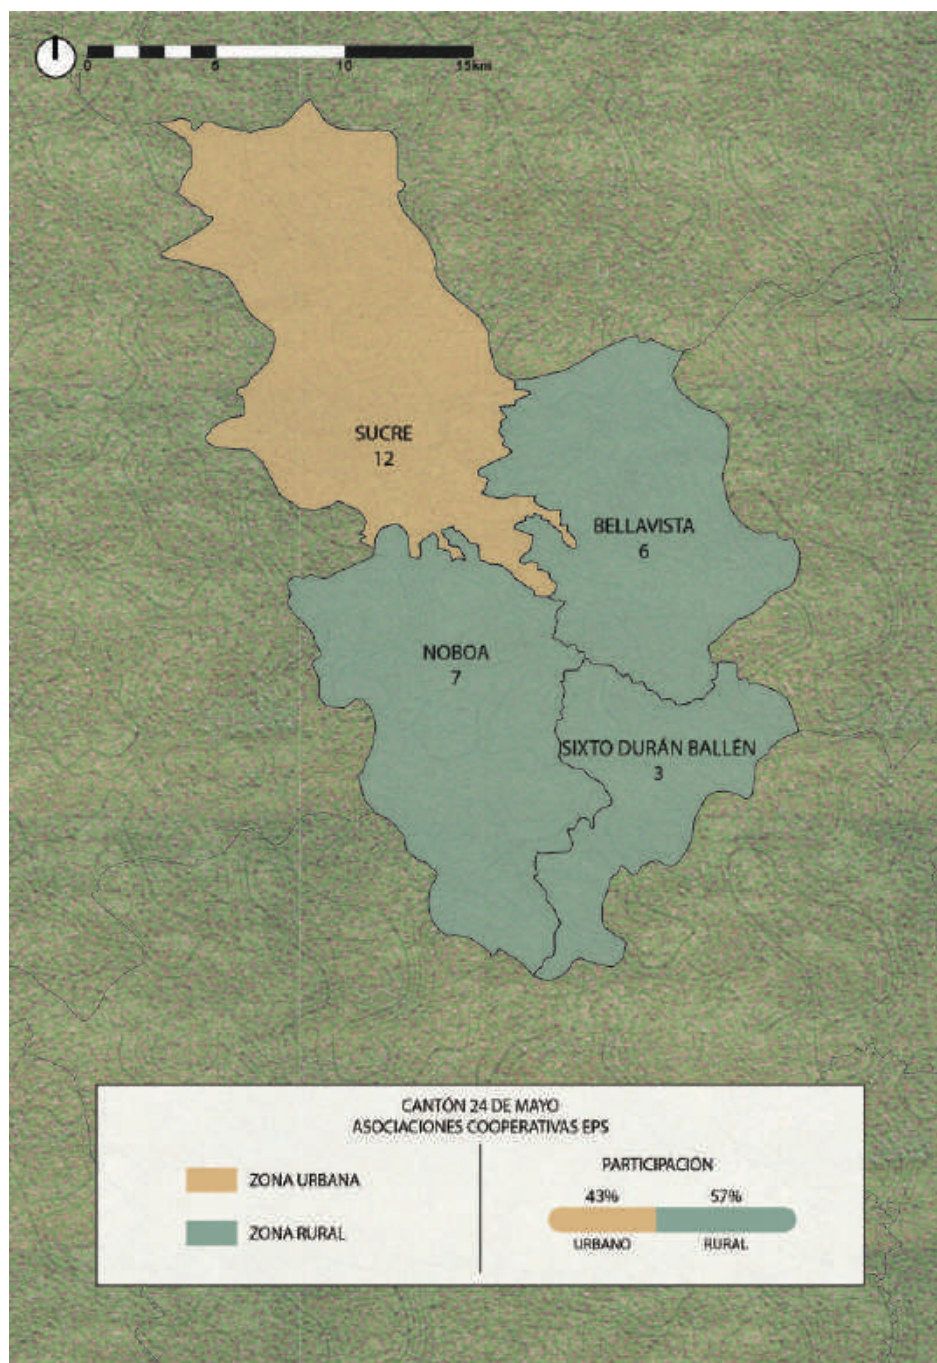 0 5 10 15km
SUCRE
12
BELLAVISTA
6
NOBOA
7
SIXTO DURÁN BALLÉN
3
CANTÓN 24 DE MAYO
ASOCIACIONES COOPERATIVAS EPS
ZONA URBANA
ZONA RURAL
PARTICIPACIÓN
43% 57%
URBANO RURAL